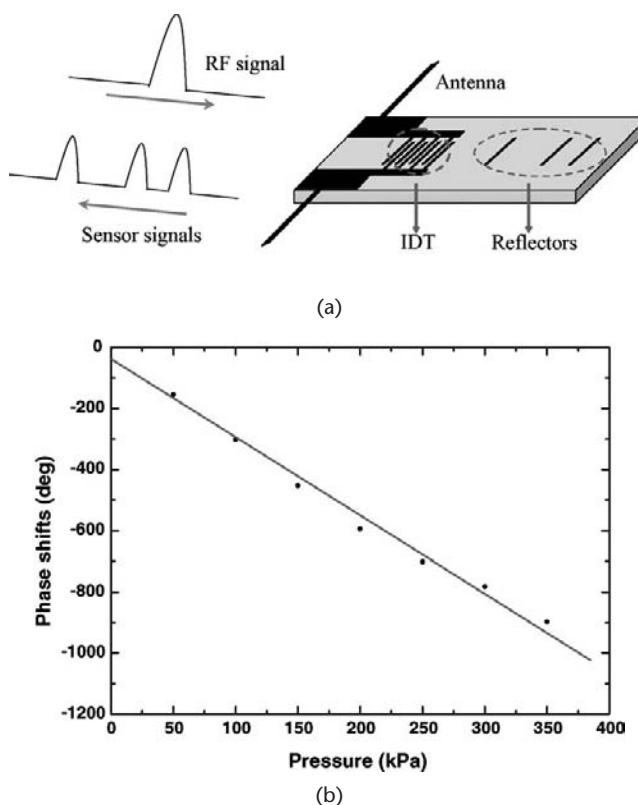 RF signal
Antenna
Sensor signals
IDT
Reflectors
(a)
0
-200
-400
-600
-800
-1000
-1200
Phase shifts (deg)
0 50 100 150 200 250 300 350 400
Pressure (kPa)
(b)